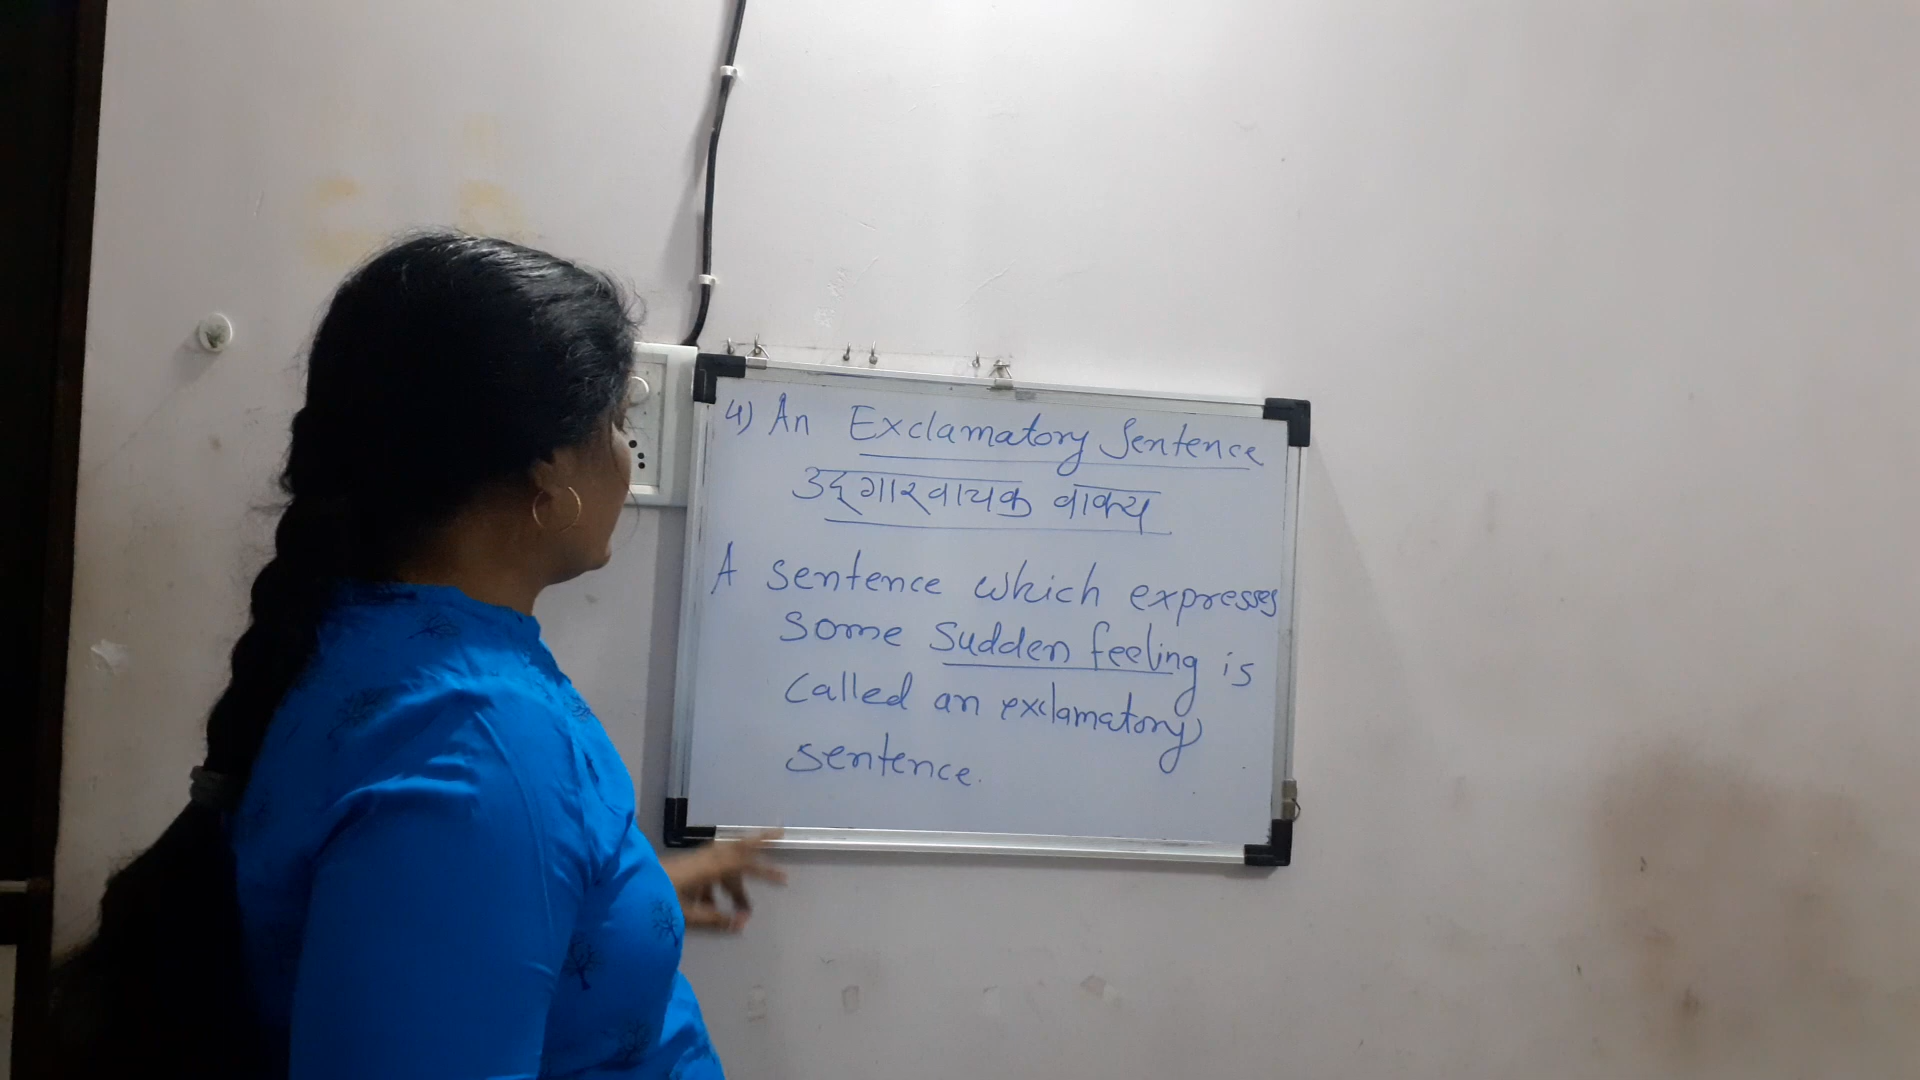 4) An Exclamatory Sentence
उद्गारवाचक वाक्य
A sentence which expresses
some sudden feeling is
called an exclamatory
sentence.